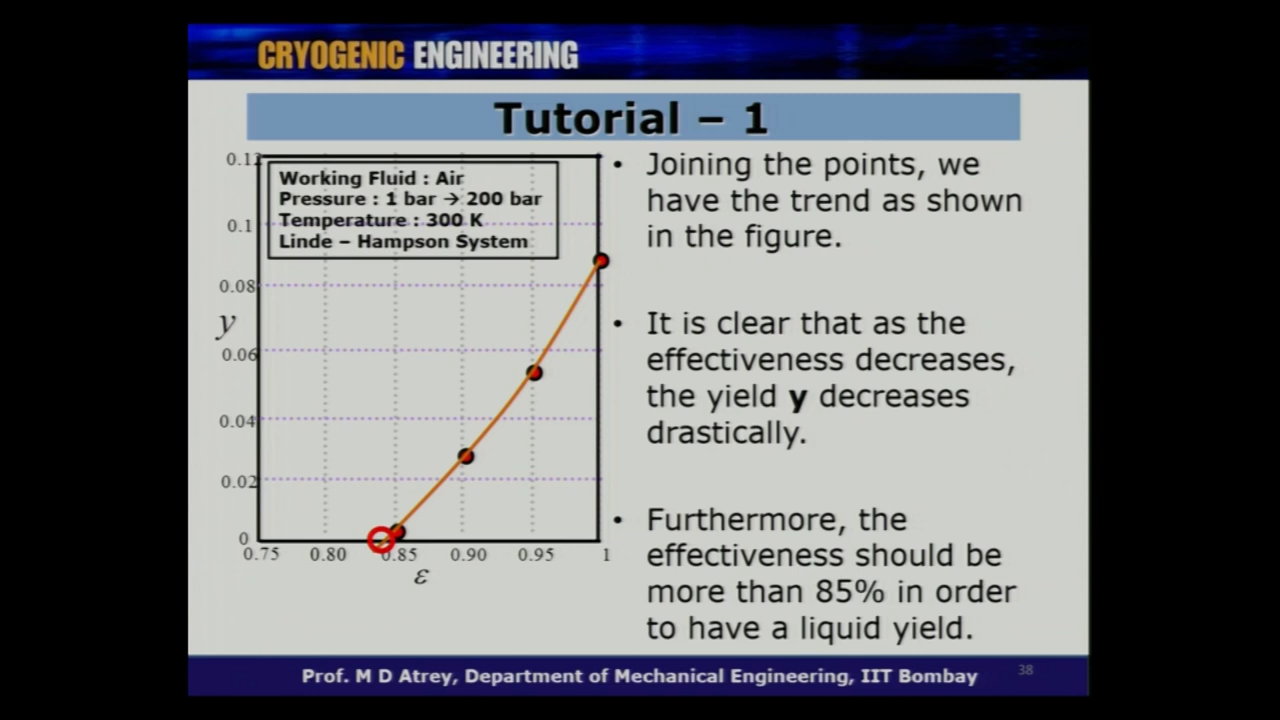 CRYOGENIC ENGINEERING
Tutorial – 1
0.12
0.1
0.08
y
0.06
0.04
0.02
0
0.75 0.80 0.85 0.90 0.95 1
ε
Working Fluid : Air
Pressure : 1 bar → 200 bar
Temperature : 300 K
Linde – Hampson System
• Joining the points, we
have the trend as shown
in the figure.
• It is clear that as the
effectiveness decreases,
the yield y decreases
drastically.
• Furthermore, the
effectiveness should be
more than 85% in order
to have a liquid yield.
Prof. M D Atrey, Department of Mechanical Engineering, IIT Bombay
38